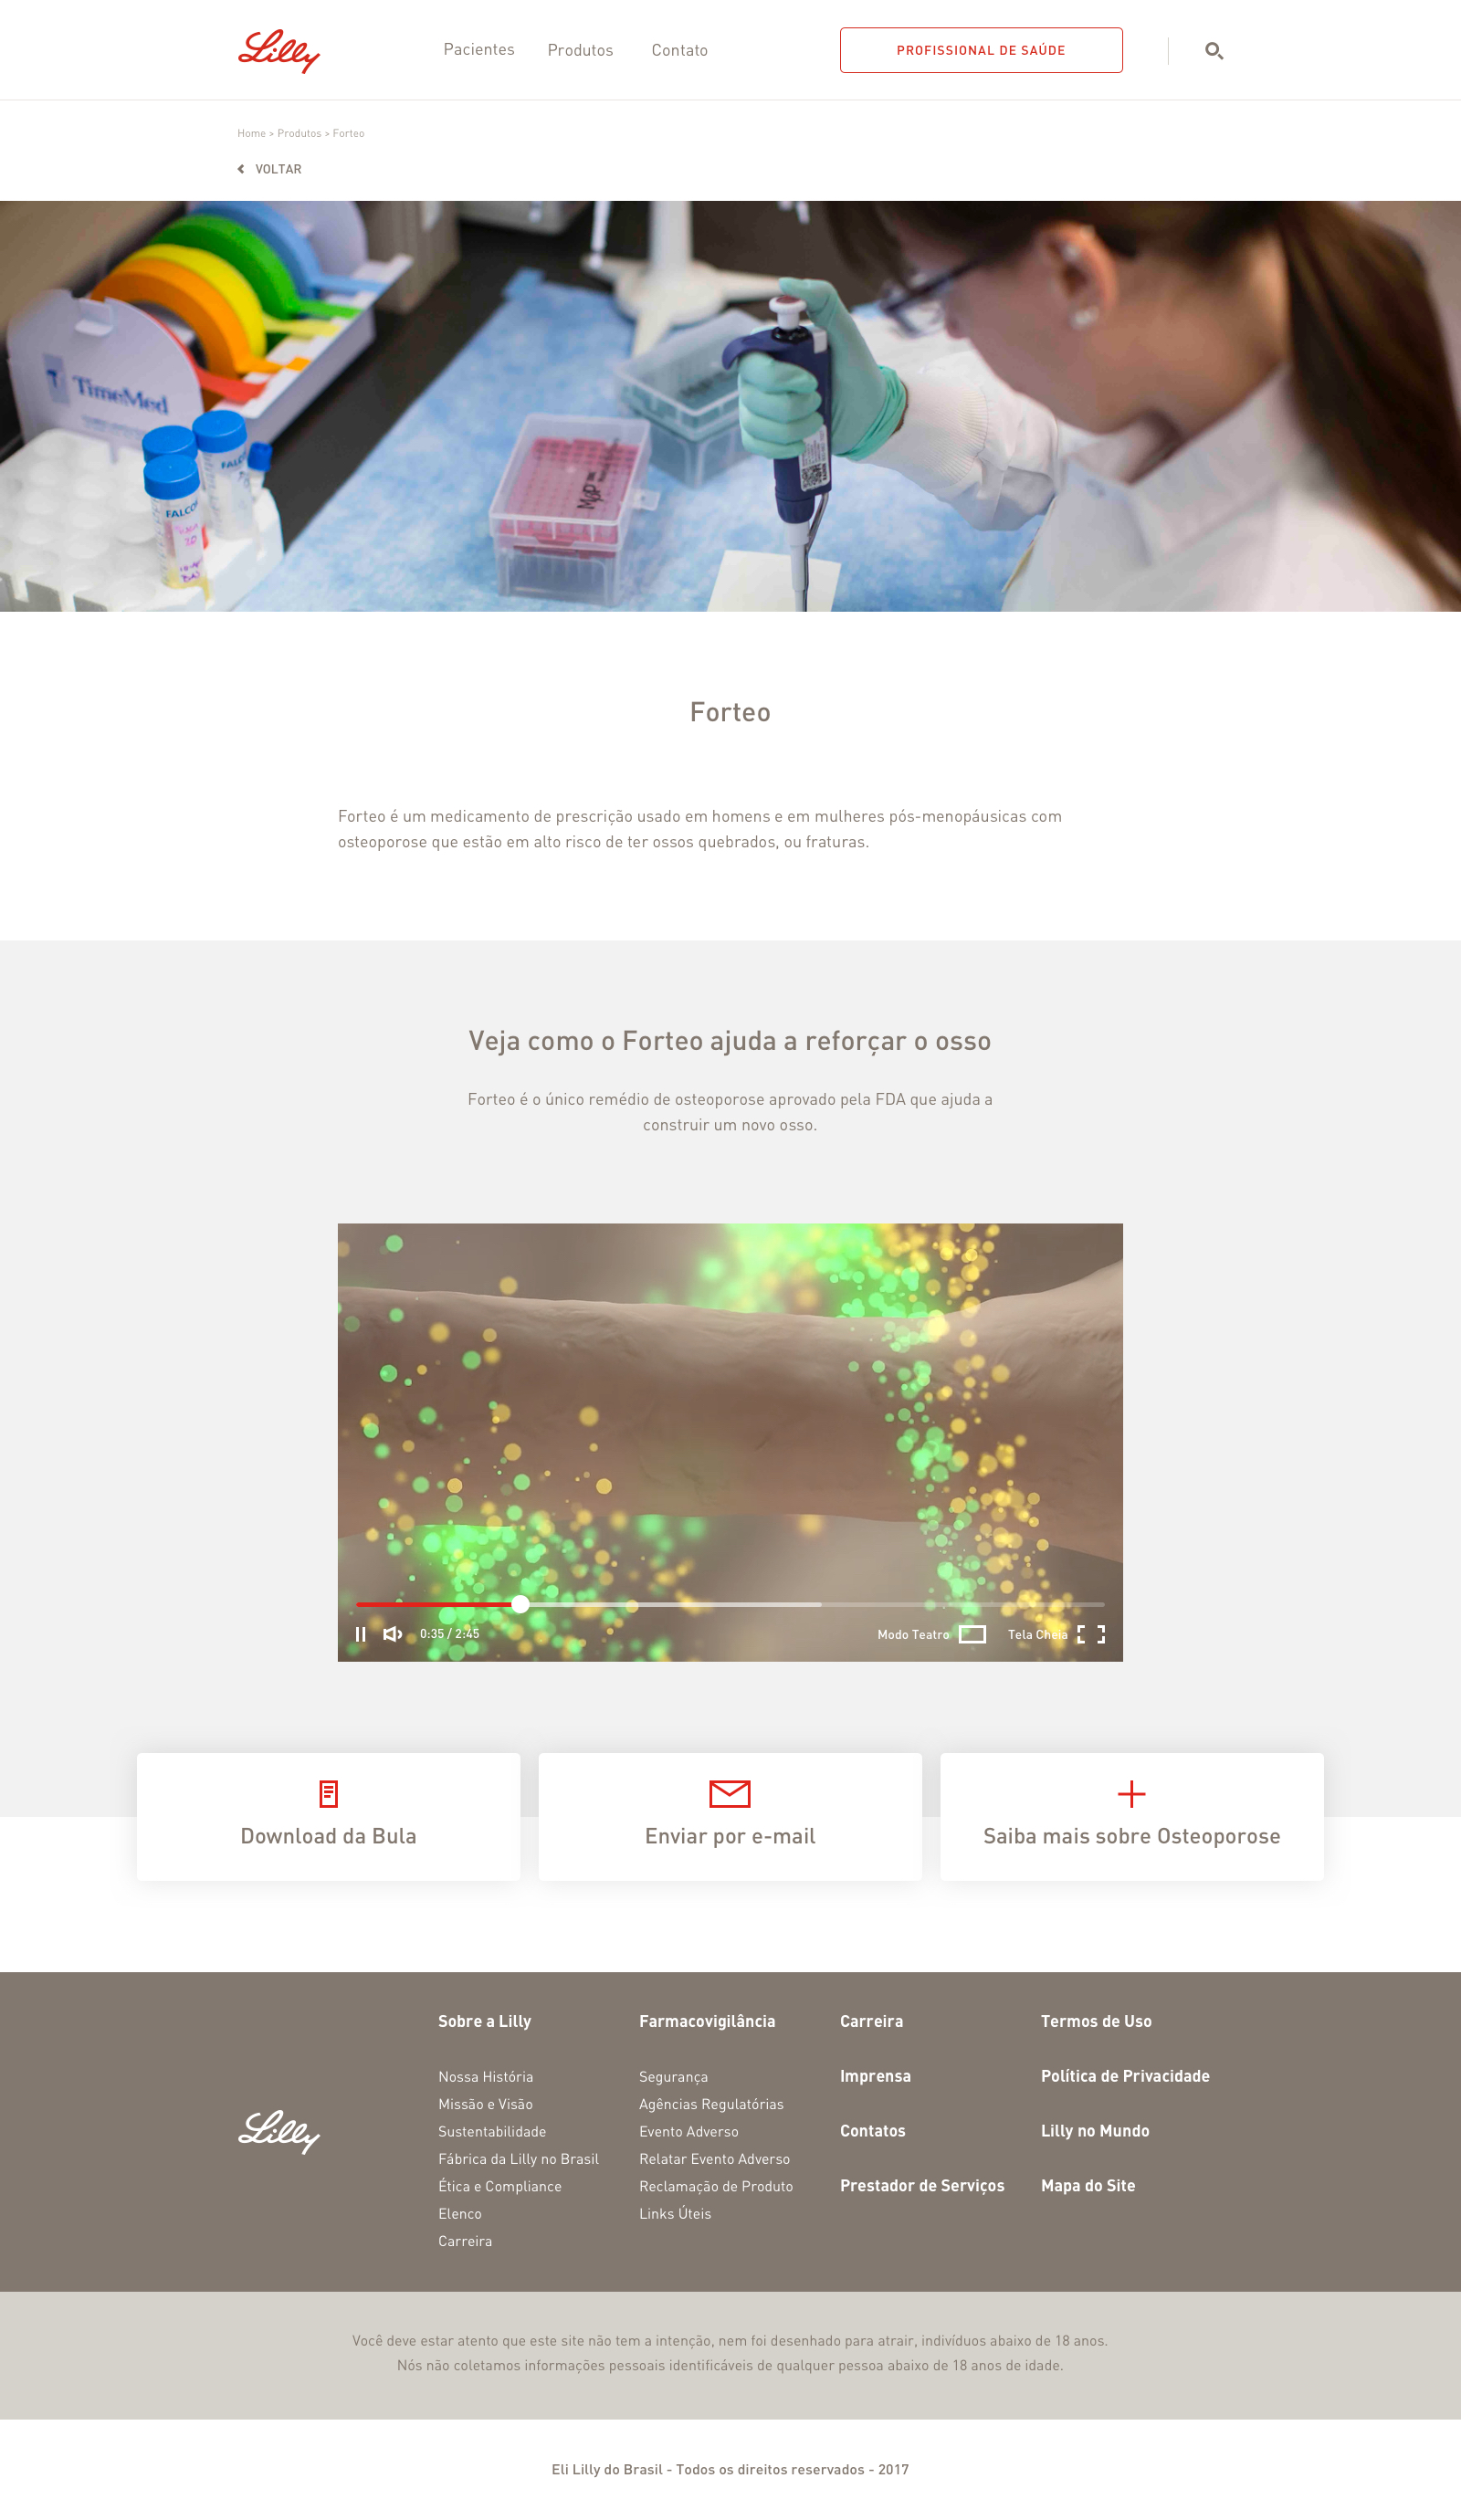 Lilly
Pacientes
Produtos
Contato
PROFISSIONAL DE SAÚDE
Home > Produtos > Forteo
VOLTAR
TimeMed
FALCON
FALCON
Forteo
Forteo é um medicamento de prescrição usado em homens e em mulheres pós-menopáusicas com
osteoporose que estão em alto risco de ter ossos quebrados, ou fraturas.
Veja como o Forteo ajuda a reforçar o osso
Forteo é o único remédio de osteoporose aprovado pela FDA que ajuda a
construir um novo osso.
0:35 / 2:45
Modo Teatro
Tela Cheia
Download da Bula
Enviar por e-mail
Saiba mais sobre Osteoporose
Lilly
Sobre a Lilly
Nossa História
Missão e Visão
Sustentabilidade
Fábrica da Lilly no Brasil
Ética e Compliance
Elenco
Carreira
Farmacovigilância
Segurança
Agências Regulatórias
Evento Adverso
Relatar Evento Adverso
Reclamação de Produto
Links Úteis
Carreira
Imprensa
Contatos
Prestador de Serviços
Termos de Uso
Política de Privacidade
Lilly no Mundo
Mapa do Site
Você deve estar atento que este site não tem a intenção, nem foi desenhado para atrair, indivíduos abaixo de 18 anos.
Nós não coletamos informações pessoais identificáveis de qualquer pessoa abaixo de 18 anos de idade.
Eli Lilly do Brasil - Todos os direitos reservados - 2017